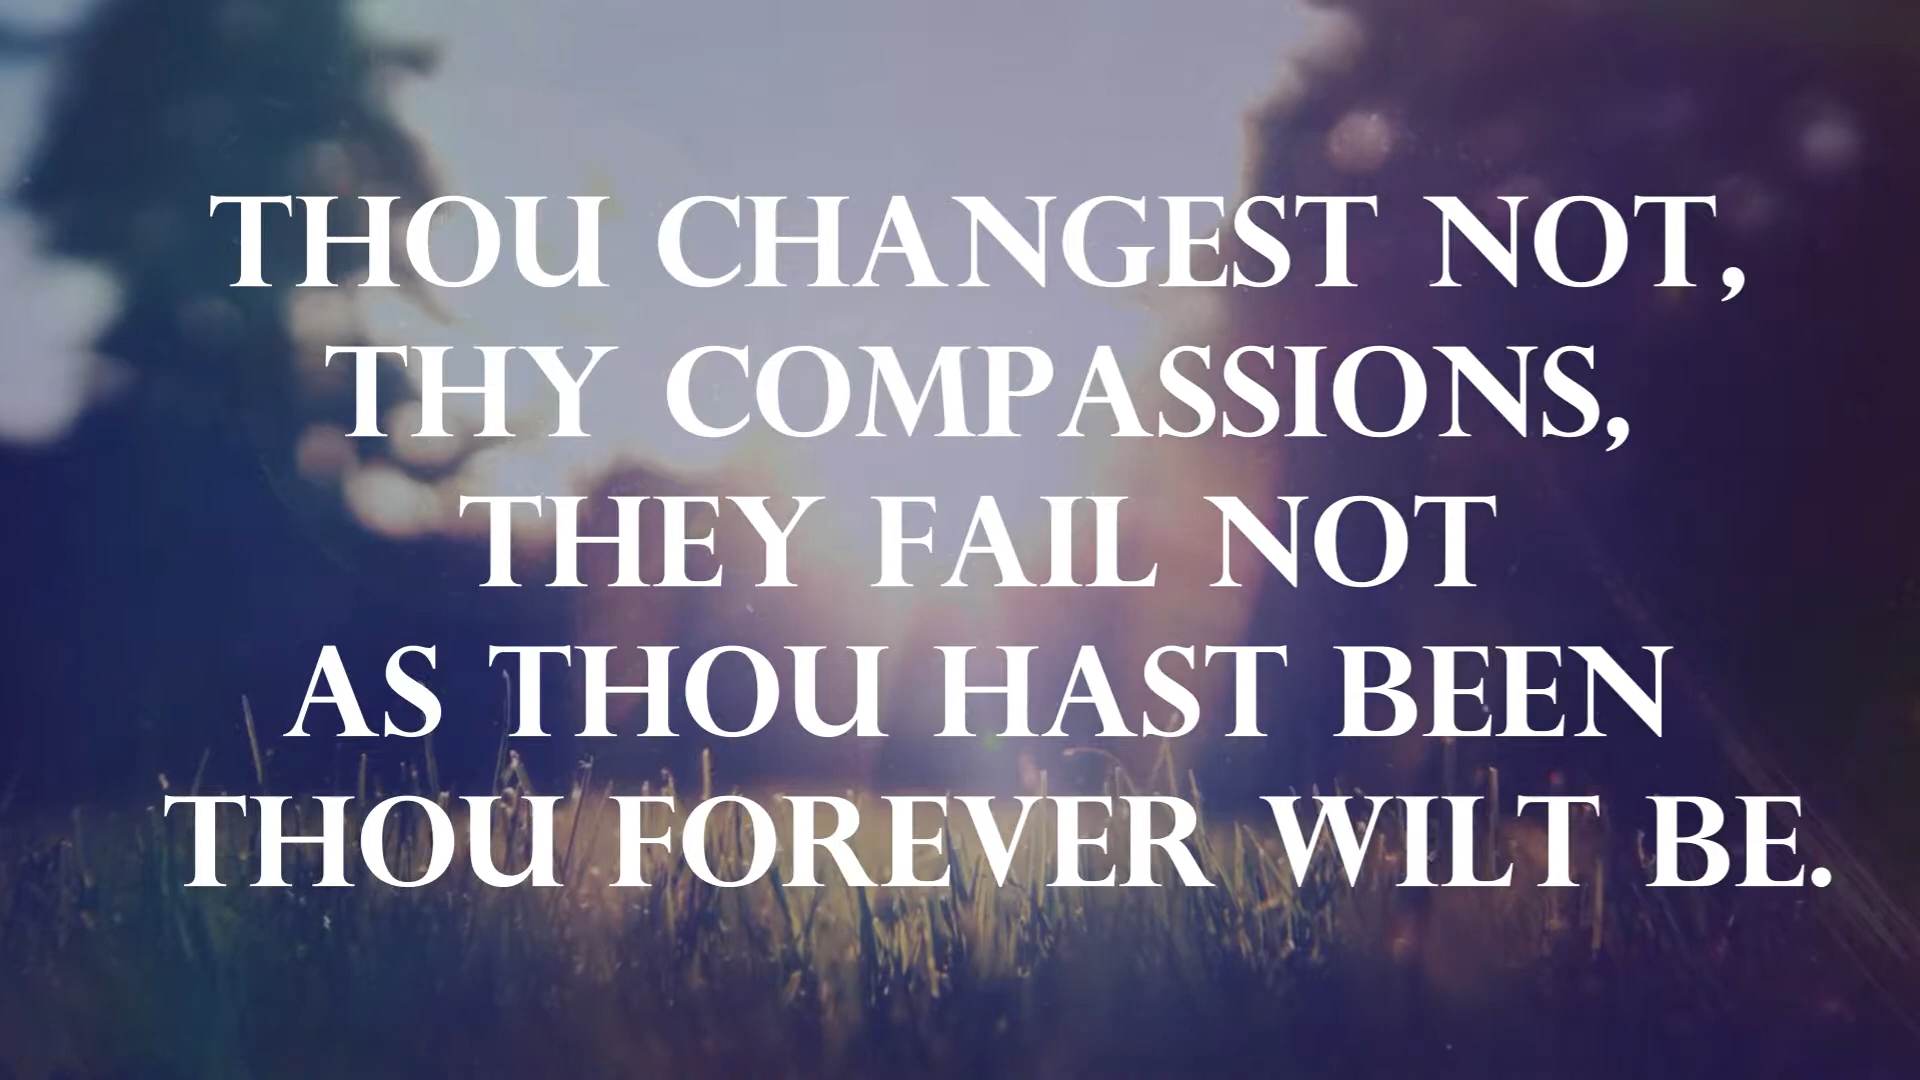 THOU CHANGEST NOT,
THY COMPASSIONS,
THEY FAIL NOT
AS THOU HAST BEEN
THOU FOREVER WILT BE.